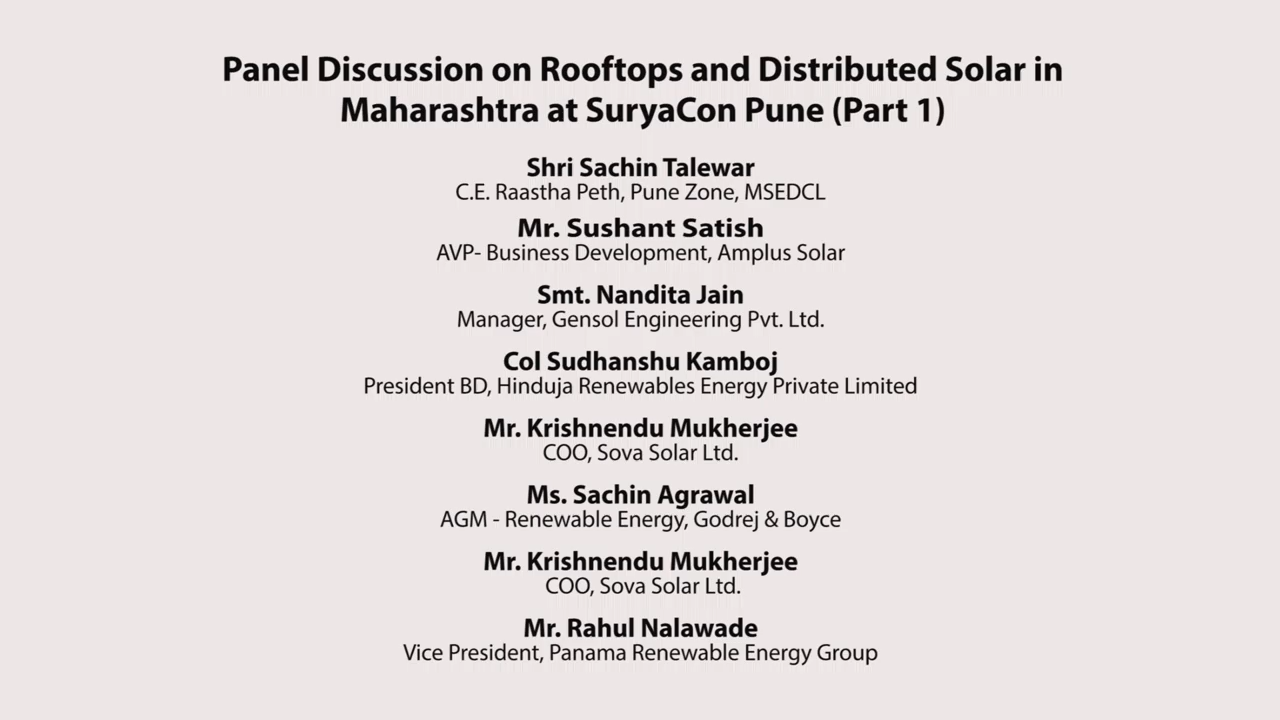 Panel Discussion on Rooftops and Distributed Solar in
Maharashtra at SuryaCon Pune (Part 1)
Shri Sachin Talewar
C.E. Raastha Peth, Pune Zone, MSEDCL
Mr. Sushant Satish
AVP- Business Development, Amplus Solar
Smt. Nandita Jain
Manager, Gensol Engineering Pvt. Ltd.
Col Sudhanshu Kamboj
President BD, Hinduja Renewables Energy Private Limited
Mr. Krishnendu Mukherjee
COO, Sova Solar Ltd.
Ms. Sachin Agrawal
AGM - Renewable Energy, Godrej & Boyce
Mr. Krishnendu Mukherjee
COO, Sova Solar Ltd.
Mr. Rahul Nalawade
Vice President, Panama Renewable Energy Group